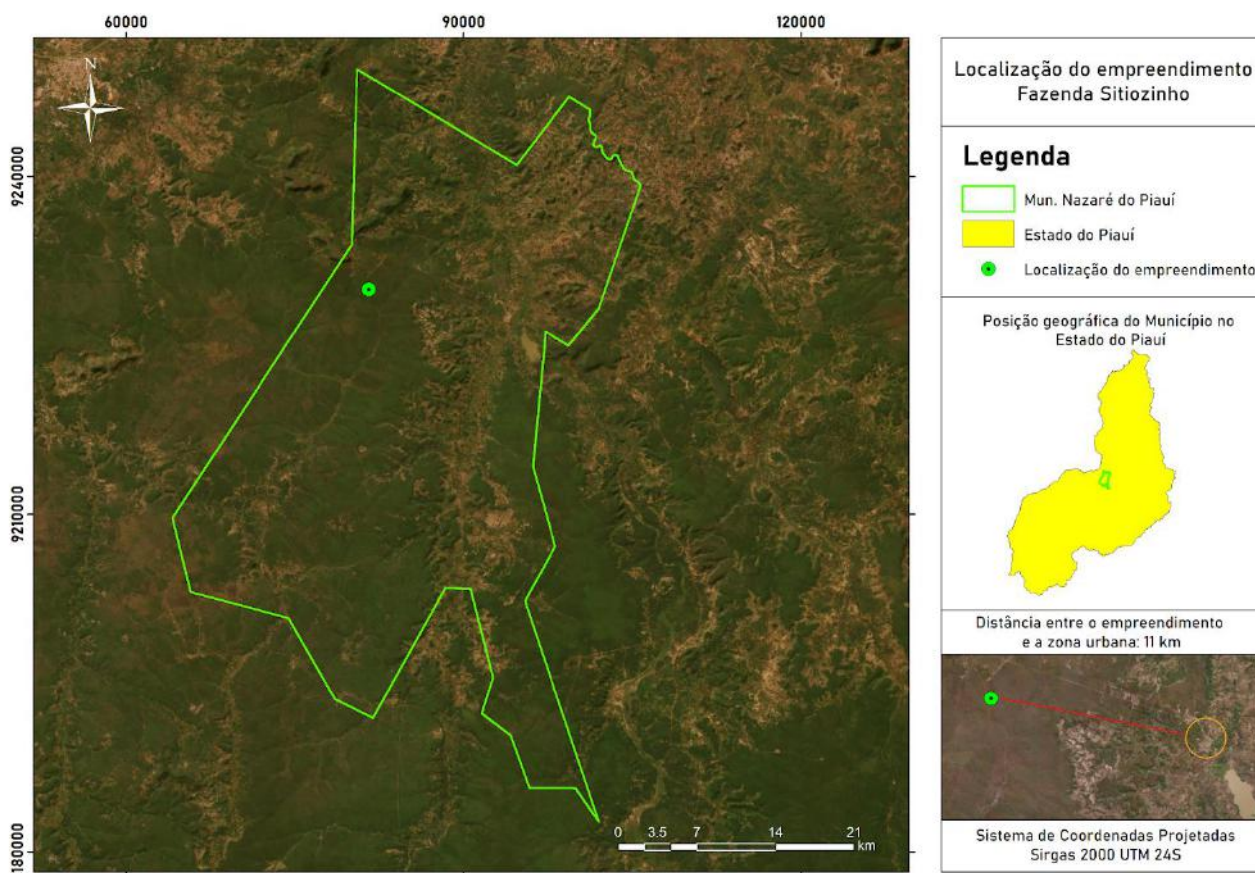 60000
90000
120000
N
9240000
9210000
9180000
0
3.5
7
14
21
km
Localização do empreendimento
Fazenda Sitiozinho
Legenda
Mun. Nazaré do Piauí
Estado do Piauí
Localização do empreendimento
Posição geográfica do Município no
Estado do Piauí
Distância entre o empreendimento
e a zona urbana: 11 km
Sistema de Coordenadas Projetadas
Sirgas 2000 UTM 24S